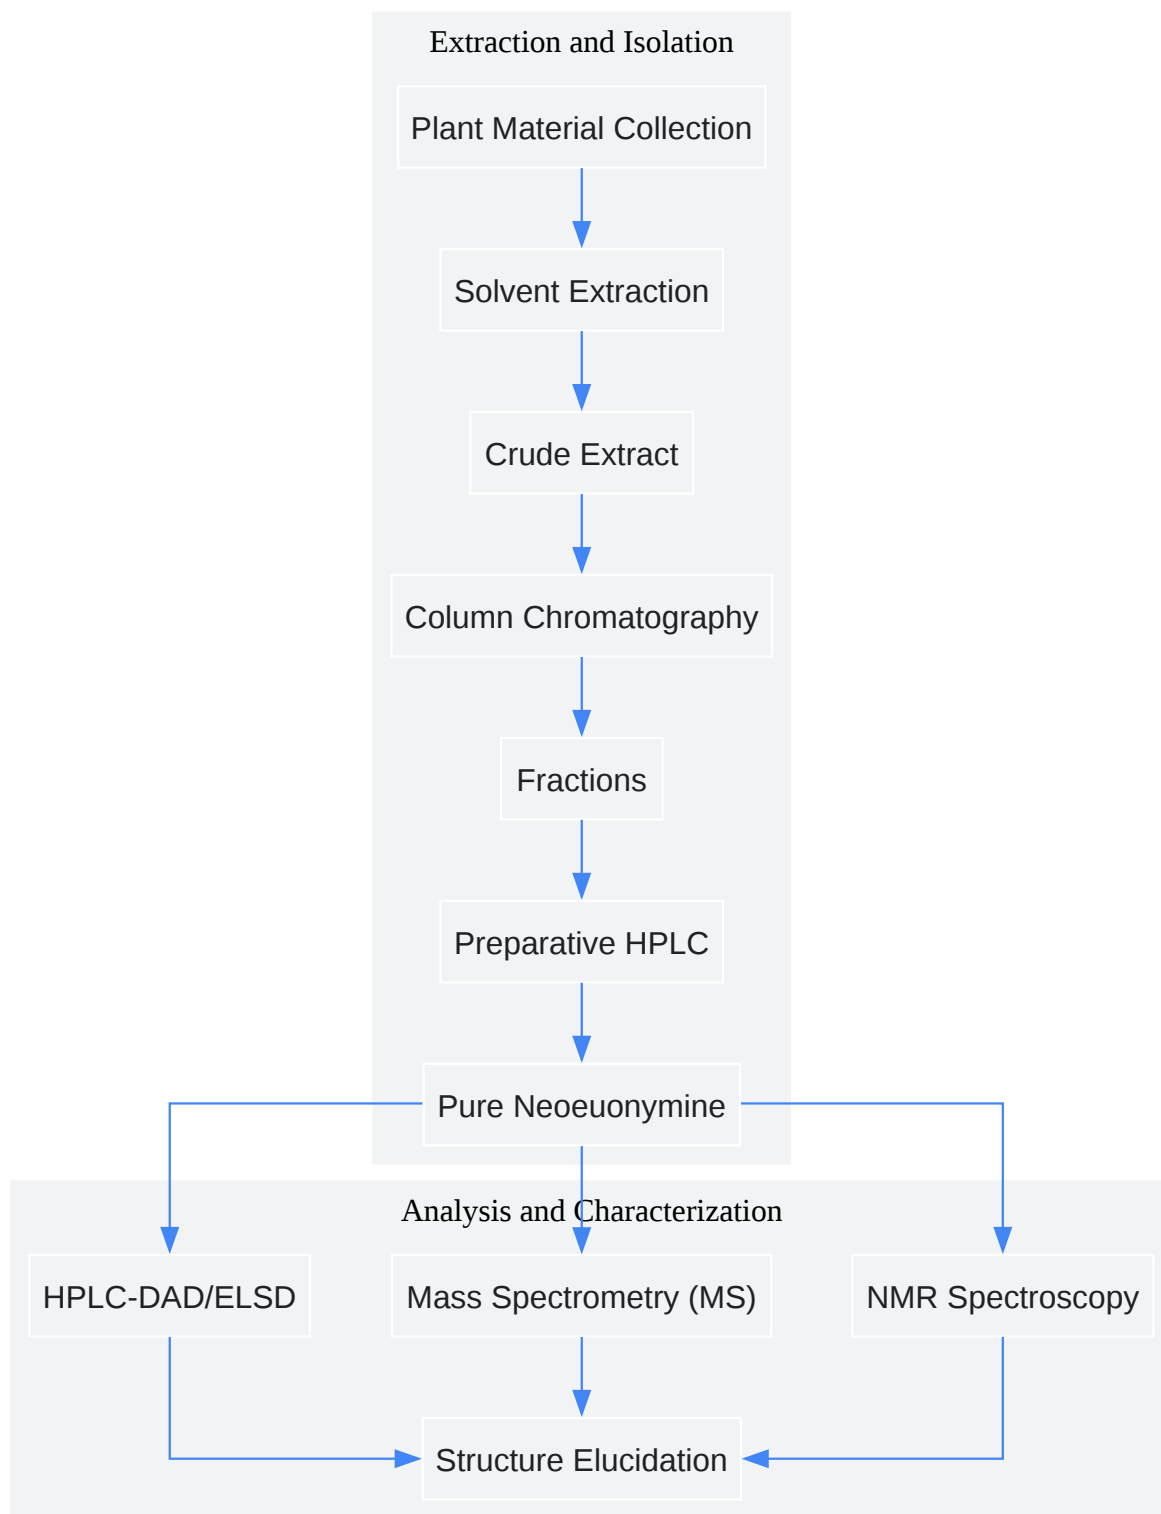 Extraction and Isolation
Plant Material Collection
Solvent Extraction
Crude Extract
Column Chromatography
Fractions
Preparative HPLC
Pure Neoeuonymine
Analysis and Characterization
HPLC-DAD/ELSD
Mass Spectrometry (MS)
NMR Spectroscopy
Structure Elucidation